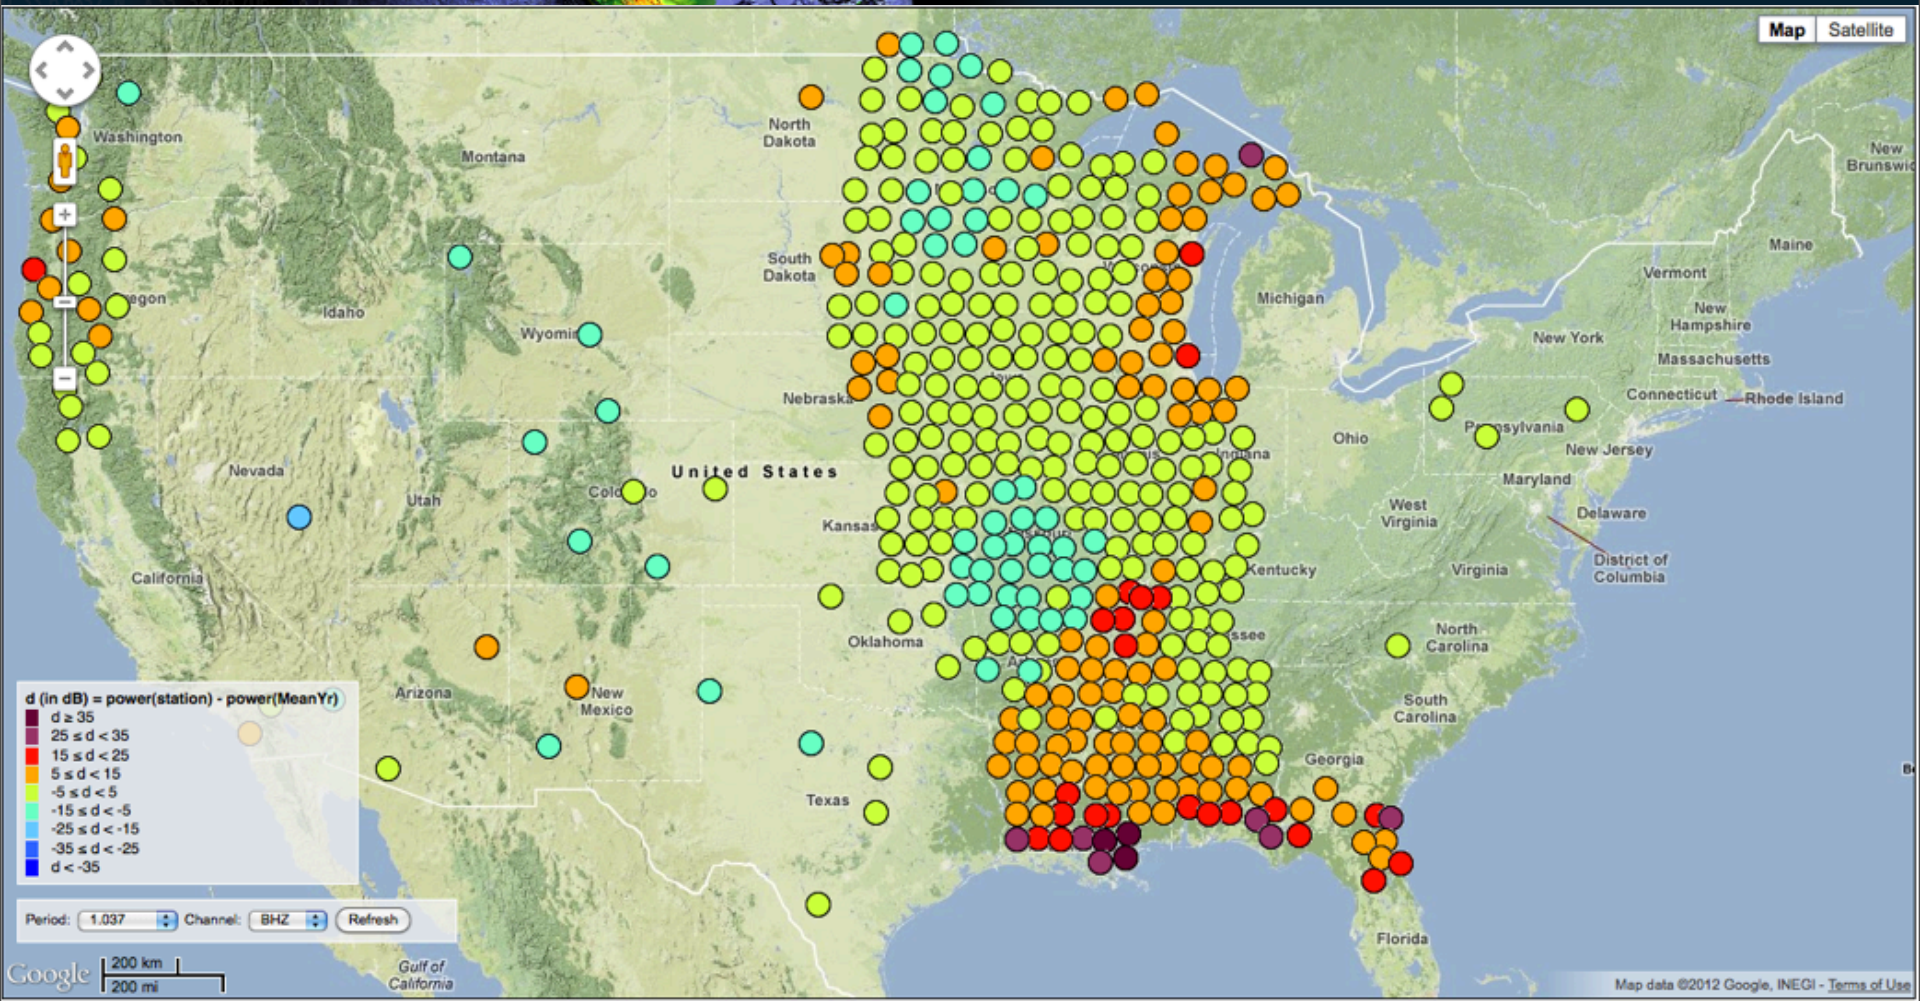 Map Satellite
Washington
Montana
North
Dakota
New
Brunswic
Maine
South
Dakota
Vermont
Michigan
Idaho
New
Hampshire
Wyomin
New York
Massachusetts
Nebraska
Connecticut
Rhode Island
Ohio
Pennsylvania
New Jersey
Nevada
United States
Indiana
Utah
Colorado
Maryland
West
Virginia
Delaware
Kansas
District of
Columbia
California
Kentucky
Virginia
Oklahoma
North
Carolina
Arizona
New
Mexico
South
Carolina
Georgia
Texas
Florida
Gulf of
California
d (in dB) = power(station) - power(MeanYr)
d ≥ 35
25 ≤ d < 35
15 ≤ d < 25
5 ≤ d < 15
-5 ≤ d < 5
-15 ≤ d < -5
-25 ≤ d < -15
-35 ≤ d < -25
d < -35
Period: 1.037 Channel: BHZ Refresh
Google
200 km
200 mi
Map data ©2012 Google, INEGI - Terms of Use